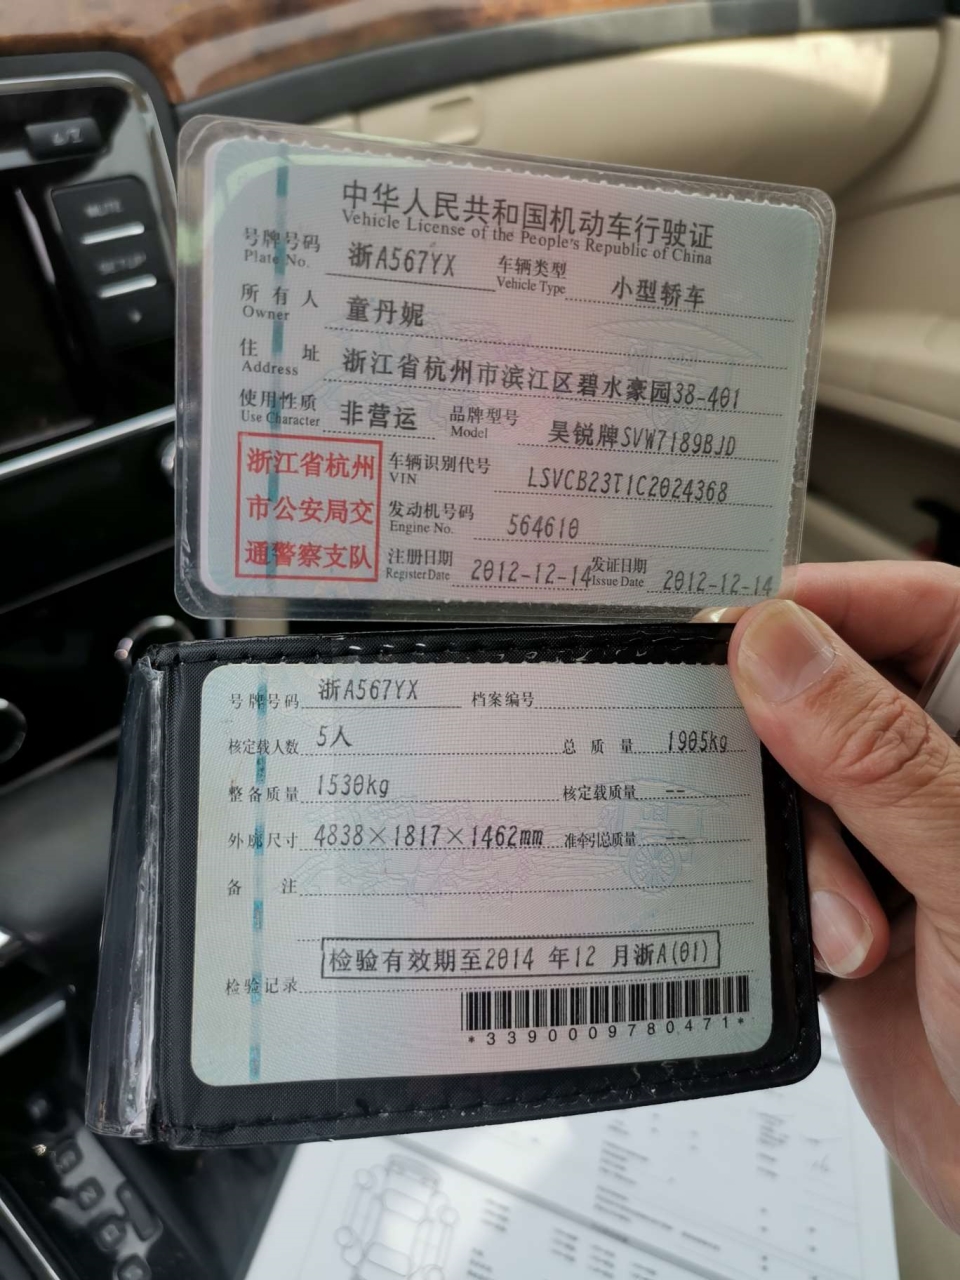 中华人民共和国机动车行驶证
Vehicle License of the People's Republic of China
号牌号码 浙A567YX 车辆类型 小型轿车
Plate No. Vehicle Type
所有人 童丹妮
Owner
住址 浙江省杭州市滨江区碧水豪园38-401
Address
使用性质 非营运 品牌型号 昊锐牌SVW7189BJD
Use Character Model
浙江省杭州
市公安局交
通警察支队
车辆识别代号 LSVCB23T1C2024368
VIN
发动机号码 564610
Engine No.
注册日期 2012-12-14 发证日期 2012-12-14
Register Date Issue Date
号牌号码 浙A567YX 档案编号
核定载人数 5人 总质量 1905kg
整备质量 1530kg 核定载质量 --
外廓尺寸 4838×1817×1462mm 准牵引总质量 --
备注
检验有效期至2014 年12 月浙A(01)
检验记录
*3390009780471*